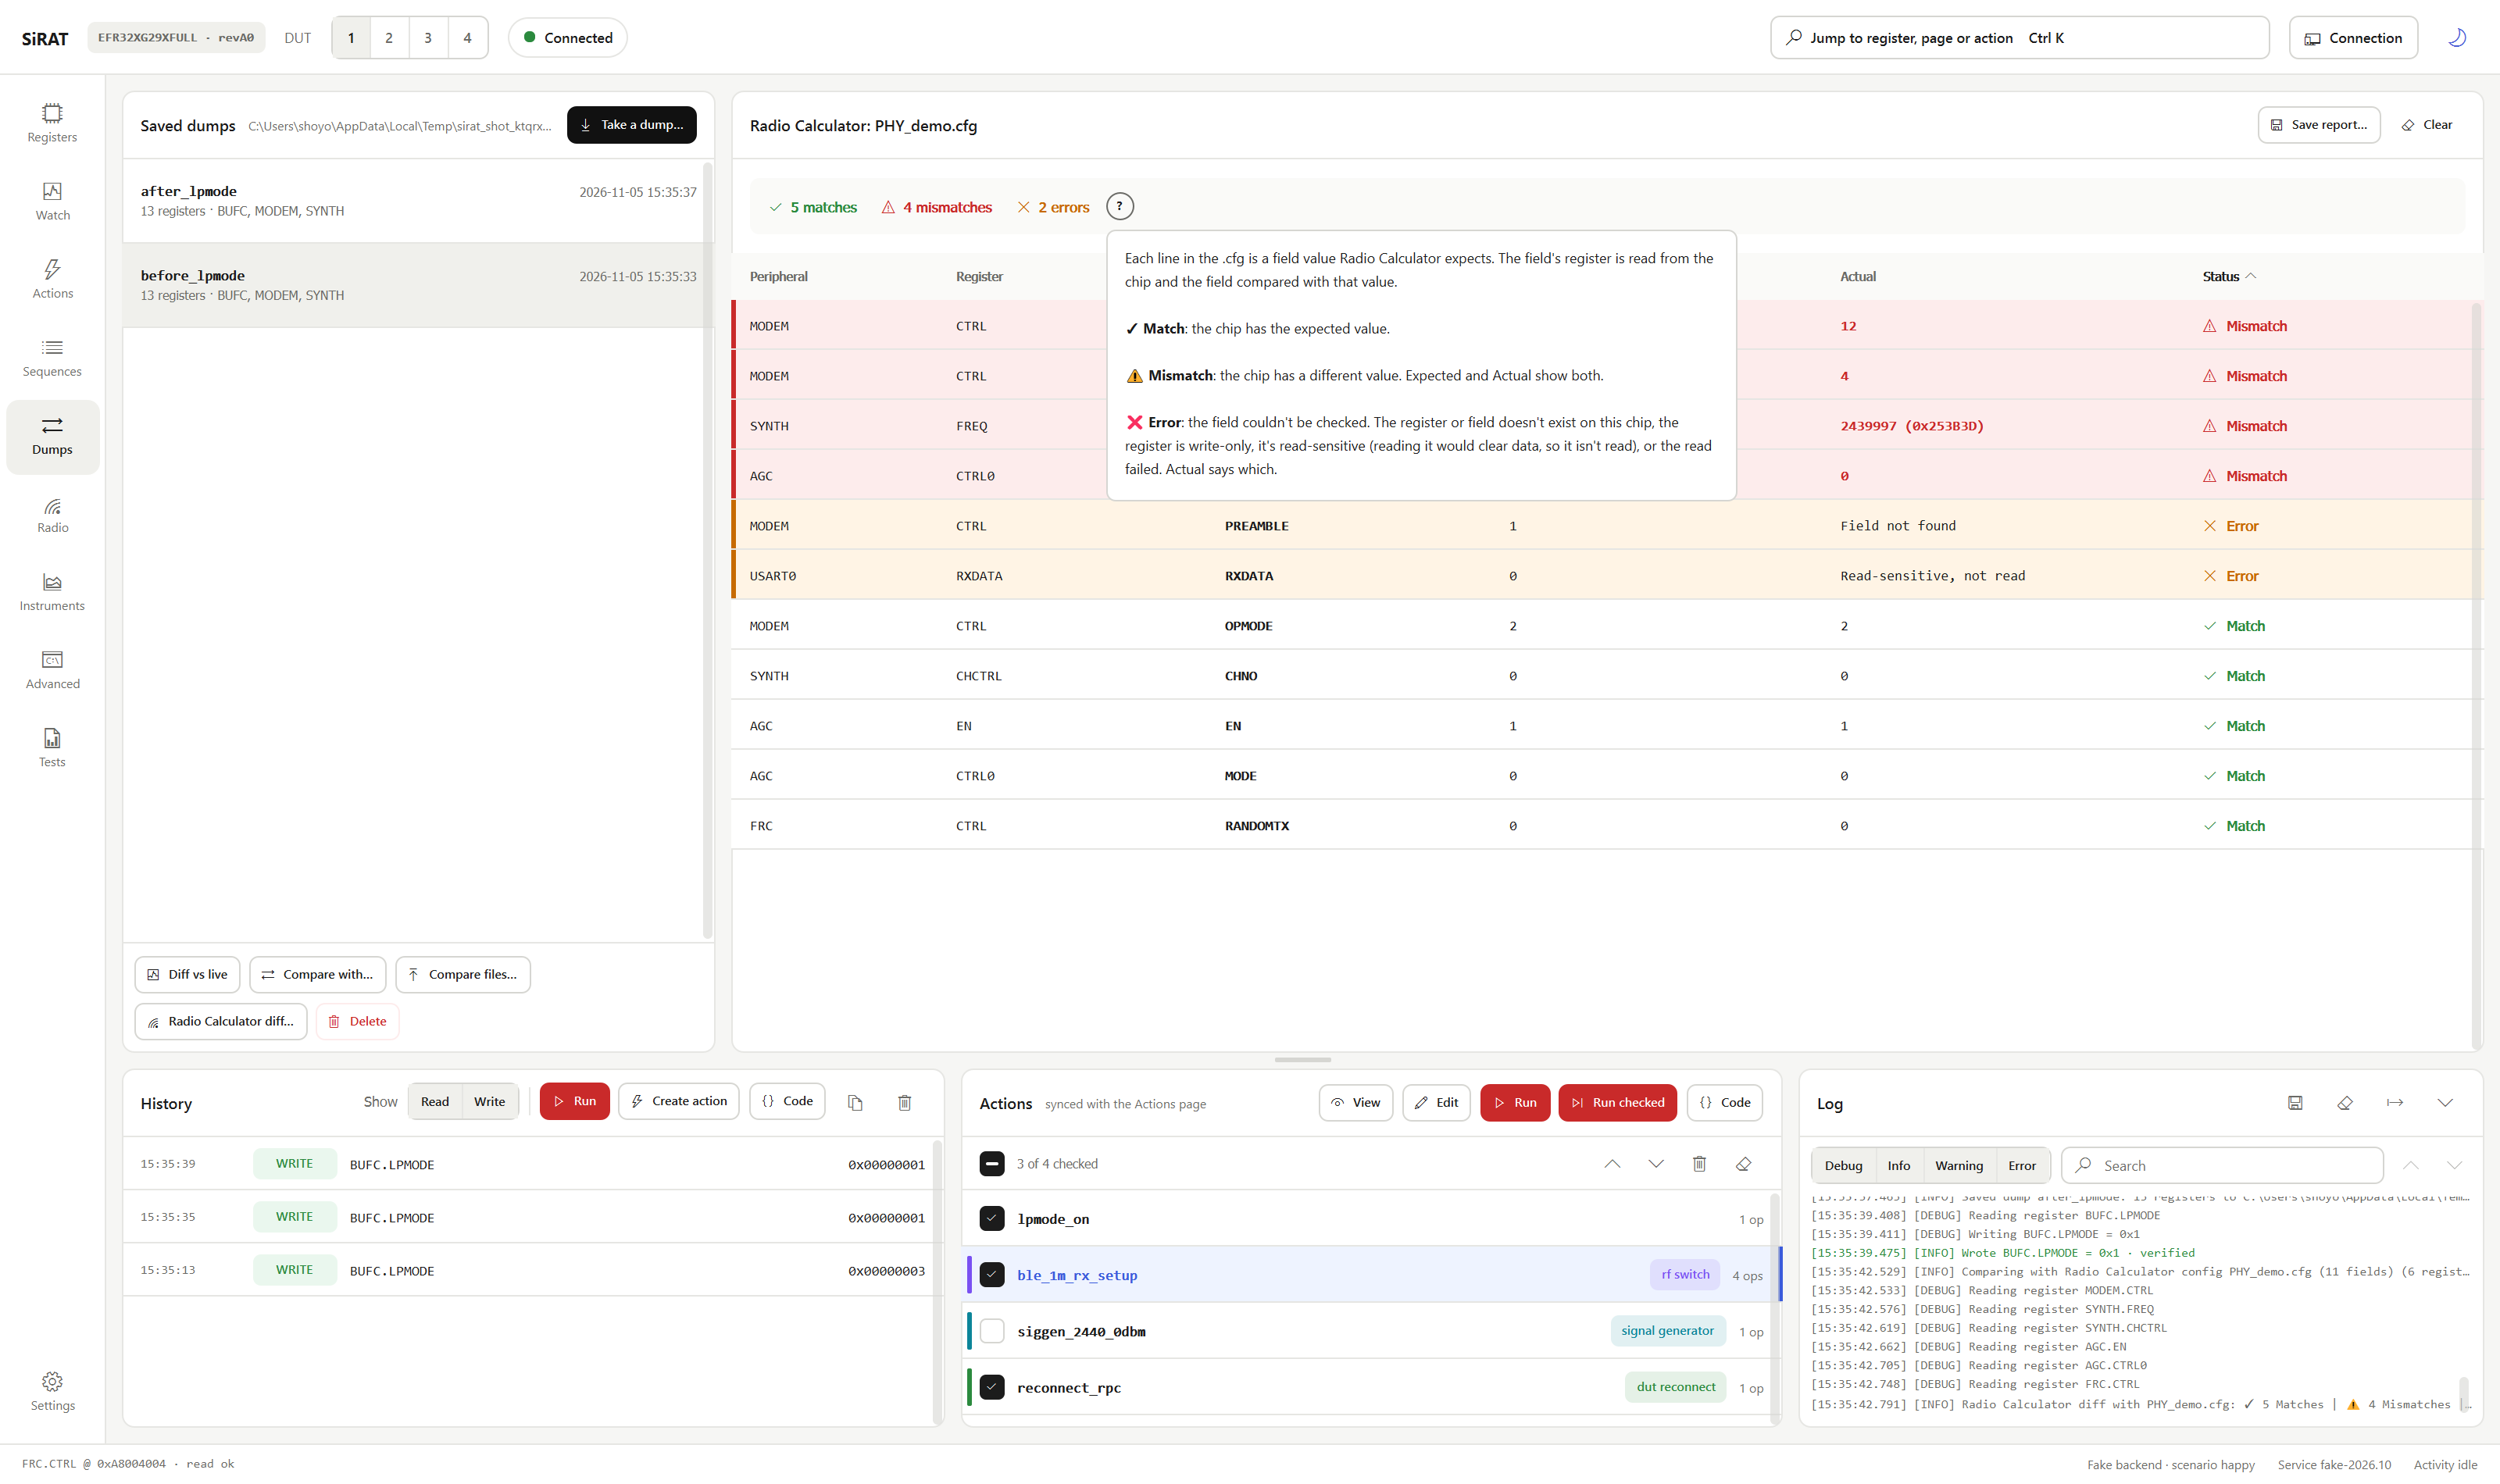 SiRAT EFR32XG29XFULL · revA0 DUT 1 2 3 4 Connected Jump to register, page or action Ctrl K Connection
Registers
Watch
Actions
Sequences
Dumps
Radio
Instruments
C:\
Advanced
Tests
Settings
Saved dumps C:\Users\shoyo\AppData\Local\Temp\sirat_shot_ktqrx... Take a dump...
after_lpmode 2026-11-05 15:35:37
13 registers · BUFC, MODEM, SYNTH
before_lpmode 2026-11-05 15:35:33
13 registers · BUFC, MODEM, SYNTH
Diff vs live Compare with... Compare files...
Radio Calculator diff... Delete
Radio Calculator: PHY_demo.cfg Save report... Clear
5 matches 4 mismatches 2 errors ?
Peripheral Register Actual Status
Each line in the .cfg is a field value Radio Calculator expects. The field's register is read from the
chip and the field compared with that value.
✓ Match: the chip has the expected value.
⚠ Mismatch: the chip has a different value. Expected and Actual show both.
❌ Error: the field couldn't be checked. The register or field doesn't exist on this chip, the
register is write-only, it's read-sensitive (reading it would clear data, so it isn't read), or the read
failed. Actual says which.
MODEM CTRL 12 Mismatch
MODEM CTRL 4 Mismatch
SYNTH FREQ 2439997 (0x253B3D) Mismatch
AGC CTRL0 0 Mismatch
MODEM CTRL PREAMBLE 1 Field not found Error
USART0 RXDATA RXDATA 0 Read-sensitive, not read Error
MODEM CTRL OPMODE 2 2 Match
SYNTH CHCTRL CHNO 0 0 Match
AGC EN EN 1 1 Match
AGC CTRL0 MODE 0 0 Match
FRC CTRL RANDOMTX 0 0 Match
History Show Read Write Run Create action {} Code
15:35:39 WRITE BUFC.LPMODE 0x00000001
15:35:35 WRITE BUFC.LPMODE 0x00000001
15:35:13 WRITE BUFC.LPMODE 0x00000003
Actions synced with the Actions page View Edit Run Run checked {} Code
3 of 4 checked
lpmode_on 1 op
ble_1m_rx_setup rf switch 4 ops
siggen_2440_0dbm signal generator 1 op
reconnect_rpc dut reconnect 1 op
Log
Debug Info Warning Error Search
[15:35:37.465] [INFO] Saved dump after_lpmode: 13 registers to C:\Users\shoyo\AppData\Local\Tem...
[15:35:39.408] [DEBUG] Reading register BUFC.LPMODE
[15:35:39.411] [DEBUG] Writing BUFC.LPMODE = 0x1
[15:35:39.475] [INFO] Wrote BUFC.LPMODE = 0x1 · verified
[15:35:42.529] [INFO] Comparing with Radio Calculator config PHY_demo.cfg (11 fields) (6 regist...
[15:35:42.533] [DEBUG] Reading register MODEM.CTRL
[15:35:42.576] [DEBUG] Reading register SYNTH.FREQ
[15:35:42.619] [DEBUG] Reading register SYNTH.CHCTRL
[15:35:42.662] [DEBUG] Reading register AGC.EN
[15:35:42.705] [DEBUG] Reading register AGC.CTRL0
[15:35:42.748] [DEBUG] Reading register FRC.CTRL
[15:35:42.791] [INFO] Radio Calculator diff with PHY_demo.cfg: ✓ 5 Matches | ⚠ 4 Mismatches |...
FRC.CTRL @ 0xA8004004 · read ok Fake backend · scenario happy Service fake-2026.10 Activity idle